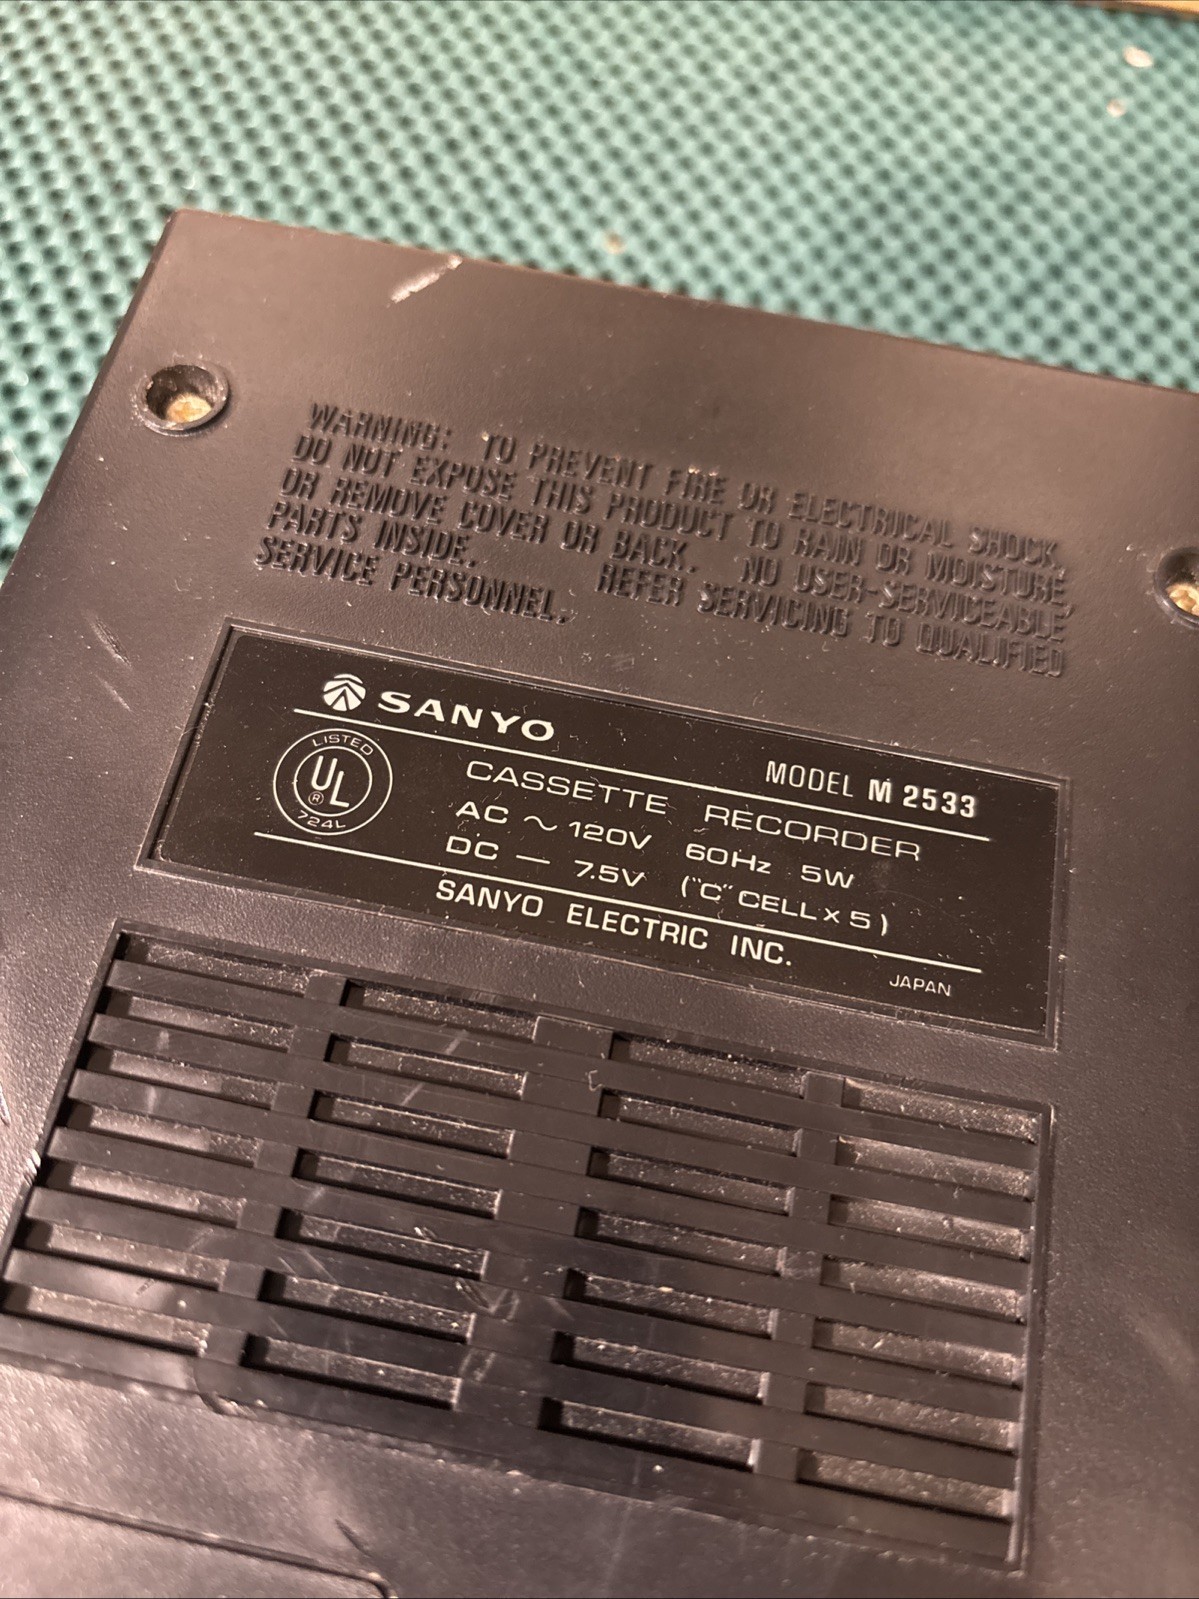 WARNING: TO PREVENT FIRE OR ELECTRICAL SHOCK,
DO NOT EXPOSE THIS PRODUCT TO RAIN OR MOISTURE,
OR REMOVE COVER OR BACK. NO USER-SERVICEABLE
PARTS INSIDE. REFER SERVICING TO QUALIFIED
SERVICE PERSONNEL.
SANYO
MODEL M 2533
LISTED
UL
®
724L
CASSETTE RECORDER
AC ~ 120V 60Hz 5W
DC — 7.5V ("C" CELL x 5)
SANYO ELECTRIC INC.
JAPAN